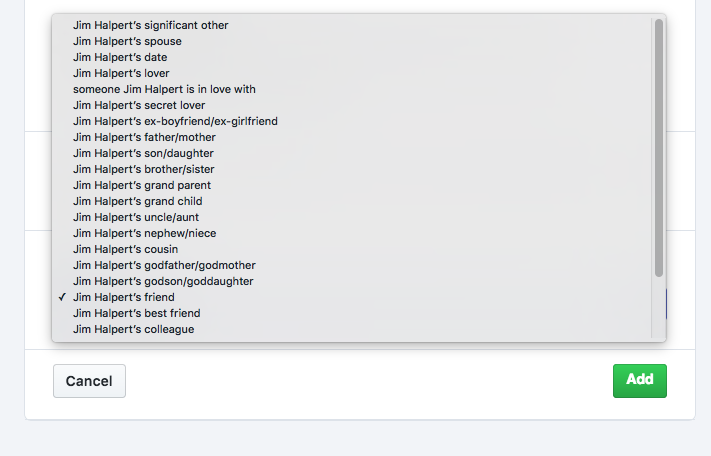 Jim Halpert's significant other
Jim Halpert's spouse
Jim Halpert's date
Jim Halpert's lover
someone Jim Halpert is in love with
Jim Halpert's secret lover
Jim Halpert's ex-boyfriend/ex-girlfriend
Jim Halpert's father/mother
Jim Halpert's son/daughter
Jim Halpert's brother/sister
Jim Halpert's grand parent
Jim Halpert's grand child
Jim Halpert's uncle/aunt
Jim Halpert's nephew/niece
Jim Halpert's cousin
Jim Halpert's godfather/godmother
Jim Halpert's godson/goddaughter
✓ Jim Halpert's friend
Jim Halpert's best friend
Jim Halpert's colleague
Cancel
Add